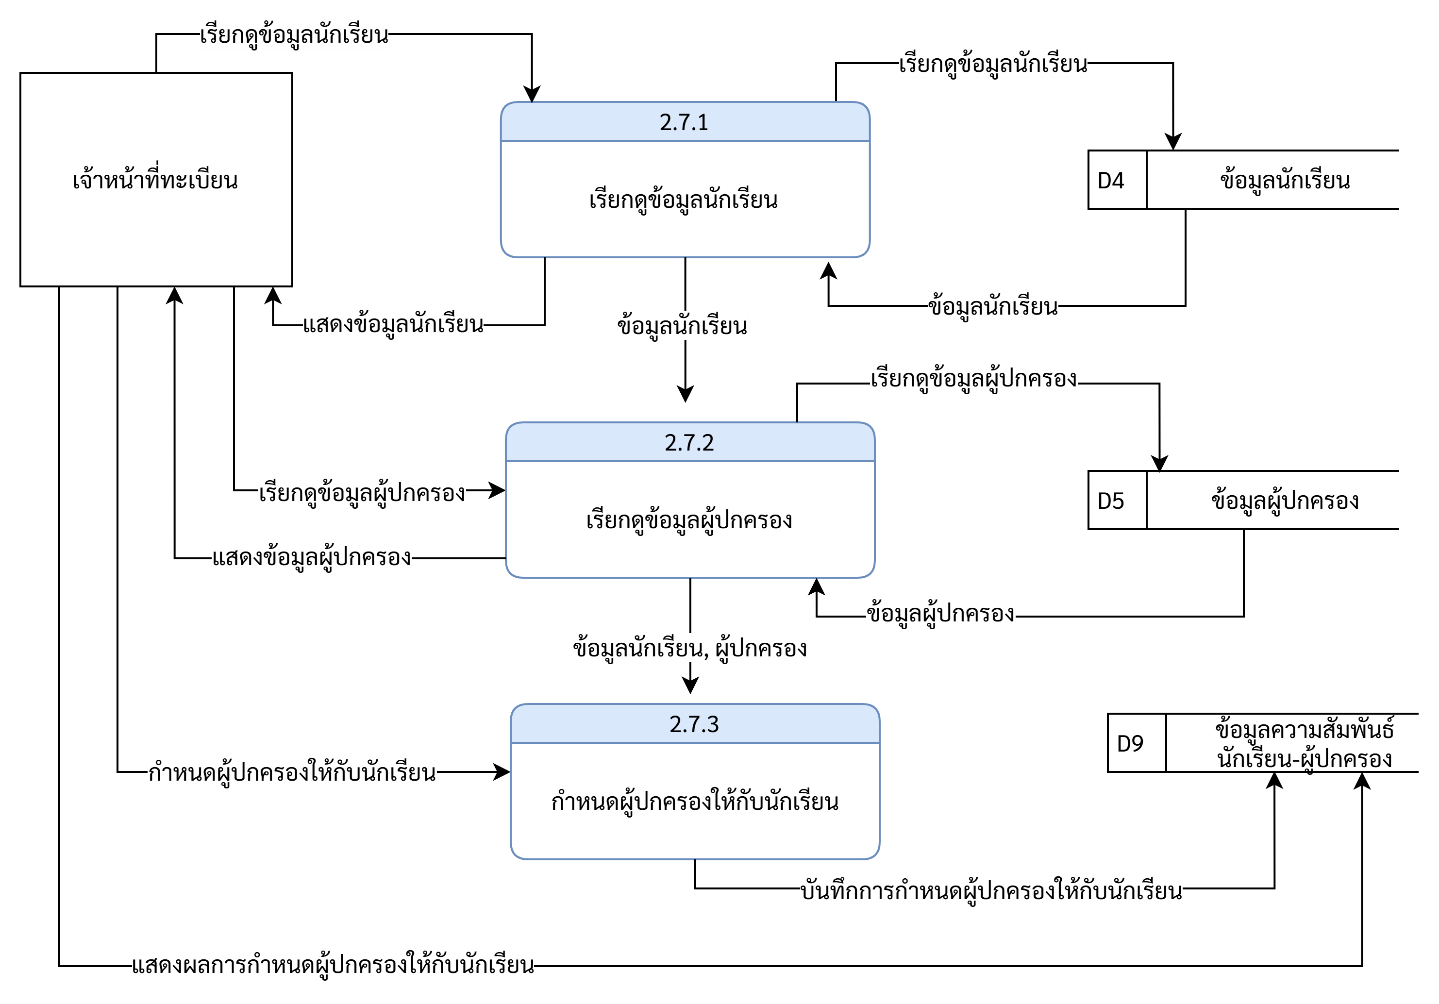 เรียกดูข้อมูลนักเรียน
เรียกดูข้อมูลนักเรียน
2.7.1
เจ้าหน้าที่ทะเบียน
D4
ข้อมูลนักเรียน
เรียกดูข้อมูลนักเรียน
ข้อมูลนักเรียน
แสดงข้อมูลนักเรียน
ข้อมูลนักเรียน
เรียกดูข้อมูลผู้ปกครอง
2.7.2
เรียกดูข้อมูลผู้ปกครอง
D5
ข้อมูลผู้ปกครอง
เรียกดูข้อมูลผู้ปกครอง
แสดงข้อมูลผู้ปกครอง
ข้อมูลผู้ปกครอง
ข้อมูลนักเรียน, ผู้ปกครอง
2.7.3
D9
ข้อมูลความสัมพันธ์
นักเรียน-ผู้ปกครอง
กำหนดผู้ปกครองให้กับนักเรียน
กำหนดผู้ปกครองให้กับนักเรียน
บันทึกการกำหนดผู้ปกครองให้กับนักเรียน
แสดงผลการกำหนดผู้ปกครองให้กับนักเรียน